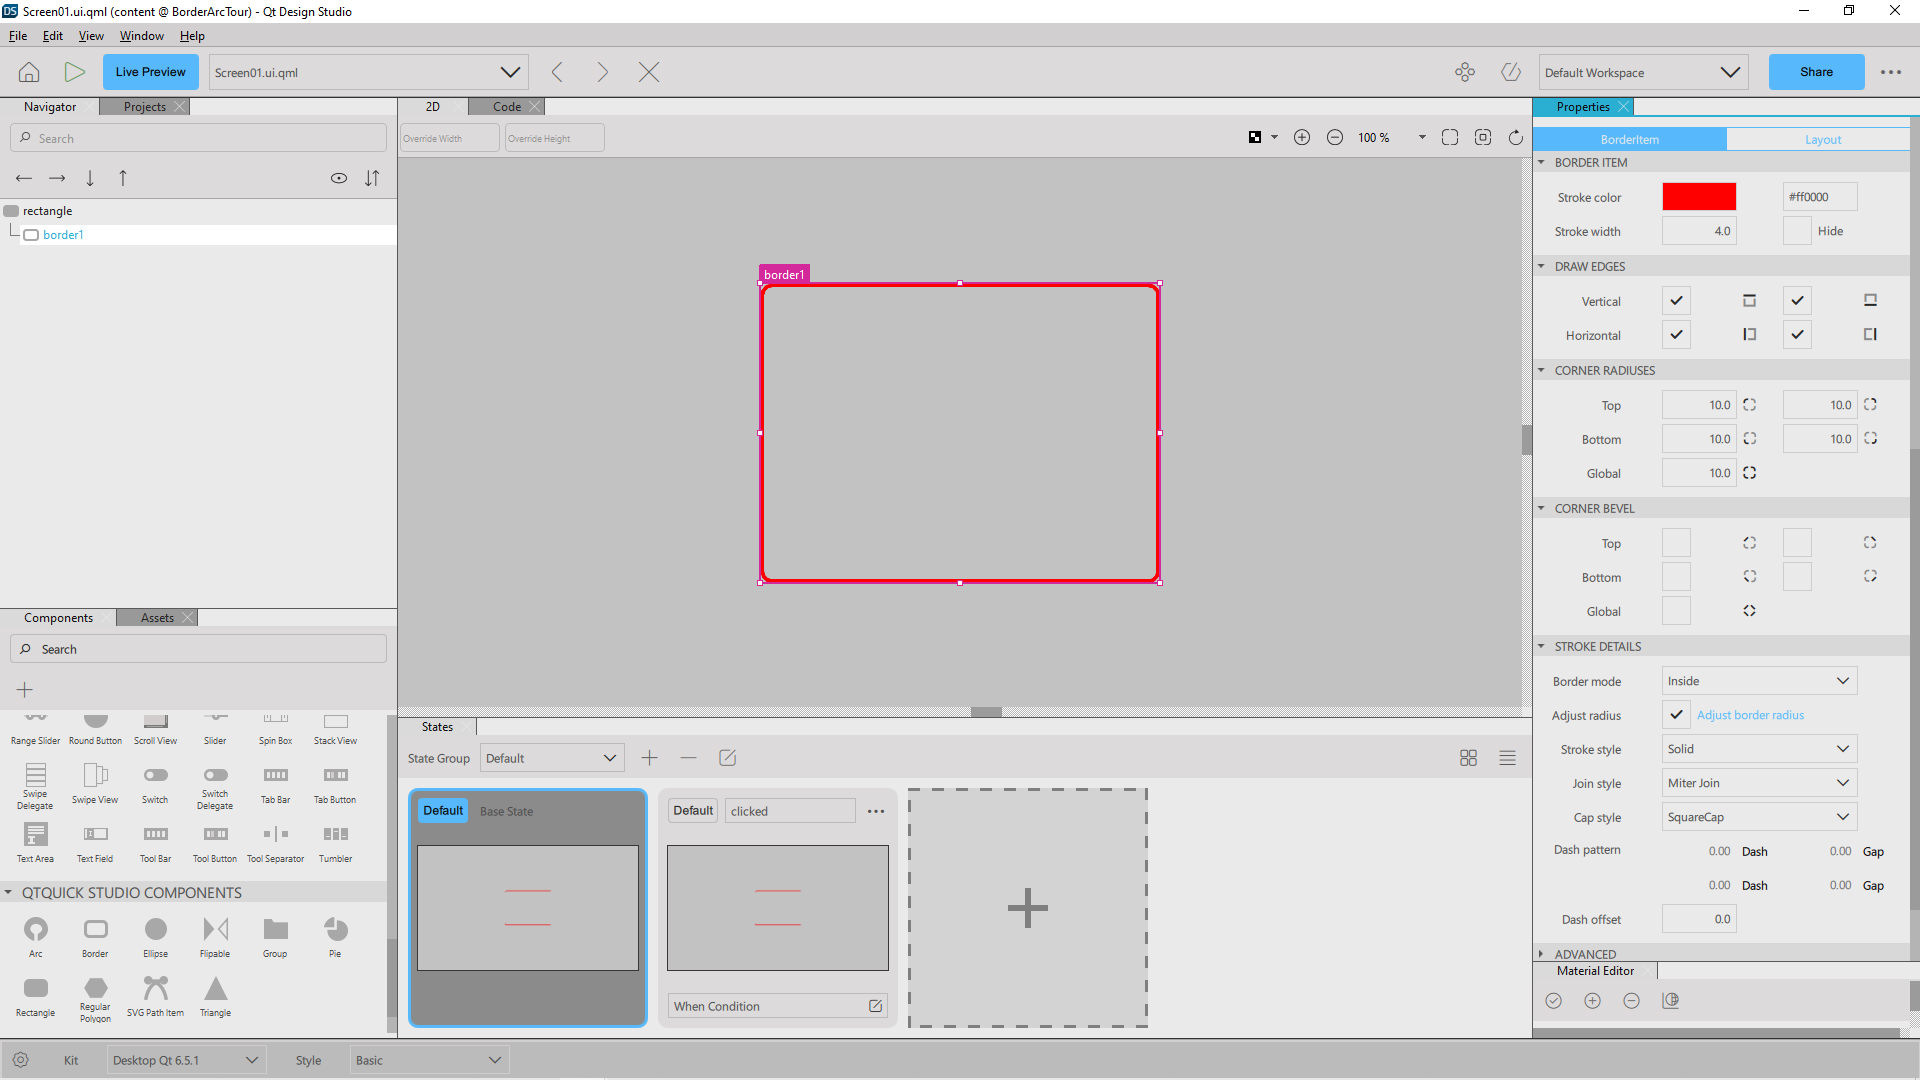 DS Screen01.ui.qml (content @ BorderArcTour) - Qt Design Studio
File Edit View Window Help
Live Preview Screen01.ui.qml Default Workspace Share
Navigator Projects
Search
rectangle
border1
Components Assets
Search
Range Slider Round Button Scroll View Slider Spin Box Stack View
Swipe Delegate Swipe View Switch Switch Delegate Tab Bar Tab Button
Text Area Text Field Tool Bar Tool Button Tool Separator Tumbler
QTQUICK STUDIO COMPONENTS
Arc Border Ellipse Flipable Group Pie
Rectangle Regular Polygon SVG Path Item Triangle
2D Code
Override Width Override Height 100 %
border1
States
State Group Default
Default Base State
Default clicked
When Condition
Properties
BorderItem Layout
BORDER ITEM
Stroke color #ff0000
Stroke width 4.0 Hide
DRAW EDGES
Vertical
Horizontal
CORNER RADIUSES
Top 10.0 10.0
Bottom 10.0 10.0
Global 10.0
CORNER BEVEL
Top
Bottom
Global
STROKE DETAILS
Border mode Inside
Adjust radius Adjust border radius
Stroke style Solid
Join style Miter Join
Cap style SquareCap
Dash pattern 0.00 Dash 0.00 Gap
0.00 Dash 0.00 Gap
Dash offset 0.0
ADVANCED
Material Editor
Kit Desktop Qt 6.5.1 Style Basic